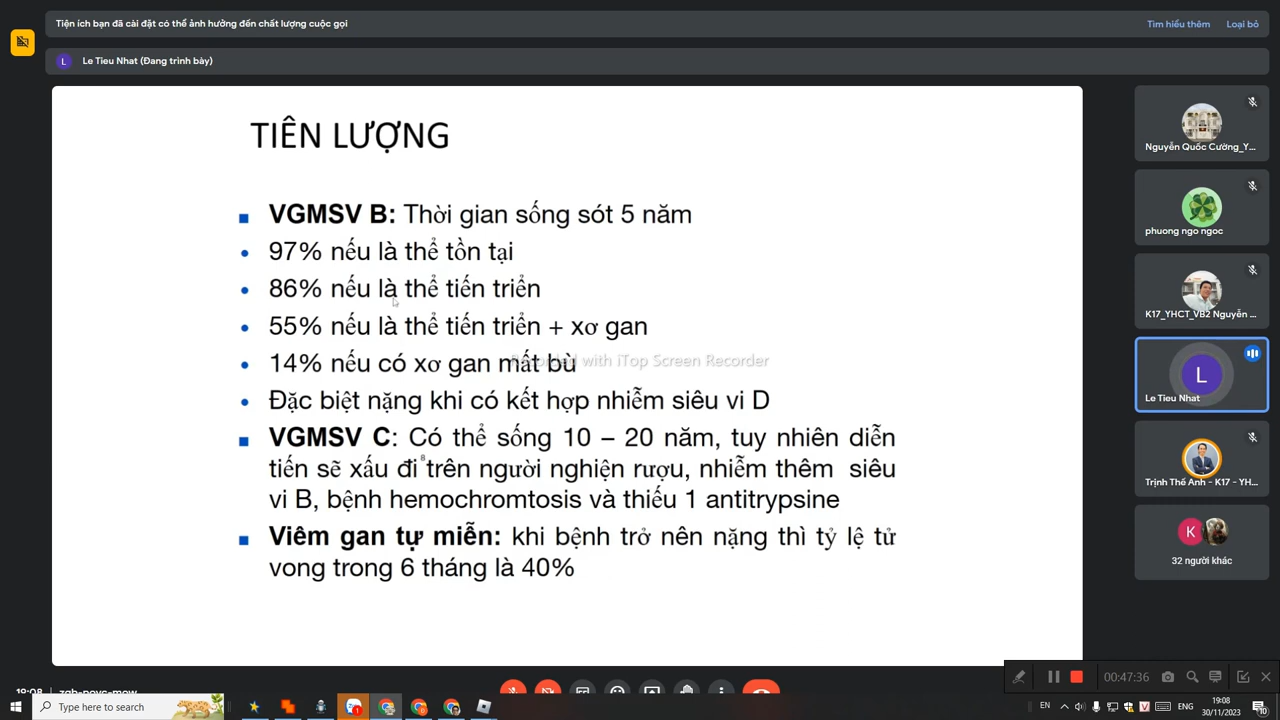 Tiện ích bạn đã cài đặt có thể ảnh hưởng đến chất lượng cuộc gọi
Tìm hiểu thêm
Loại bỏ
L
Le Tieu Nhat (Đang trình bày)
TIÊN LƯỢNG
VGMSV B: Thời gian sống sót 5 năm
97% nếu là thể tồn tại
86% nếu là thể tiến triển
55% nếu là thể tiến triển + xơ gan
14% nếu có xơ gan mất bù
Recorded with iTop Screen Recorder
Đặc biệt nặng khi có kết hợp nhiễm siêu vi D
VGMSV C: Có thể sống 10 – 20 năm, tuy nhiên diễn
tiến sẽ xấu đi trên người nghiện rượu, nhiễm thêm siêu
vi B, bệnh hemochromtosis và thiếu 1 antitrypsine
Viêm gan tự miễn: khi bệnh trở nên nặng thì tỷ lệ tử
vong trong 6 tháng là 40%
Nguyễn Quốc Cường_Y...
phuong ngo ngoc
K17_YHCT_VB2 Nguyễn ...
L
Le Tieu Nhat
Trịnh Thế Anh - K17 - YH...
K
32 người khác
00:47:36
Type here to search
EN
ENG
19:08
30/11/2023